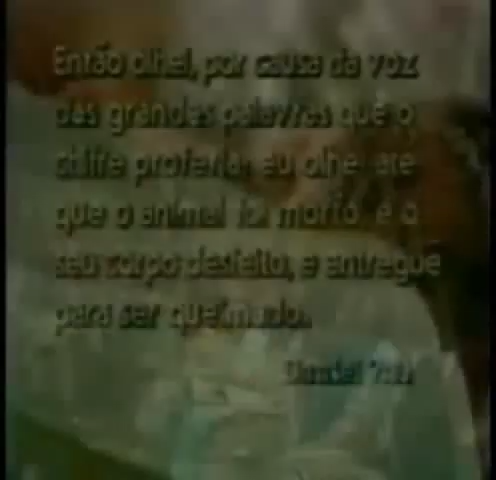 Então olhei, por causa da voz
das grandes palavras que o
chifre proferia; eu olhei até
que o animal foi morto, e o
seu corpo desfeito, e entregue
para ser queimado.
Daniel